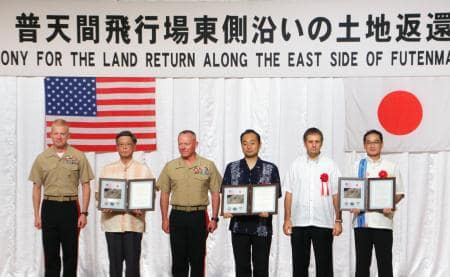 普天間飛行場東側沿いの土地返還
ONY FOR THE LAND RETURN ALONG THE EAST SIDE OF FUTENMA